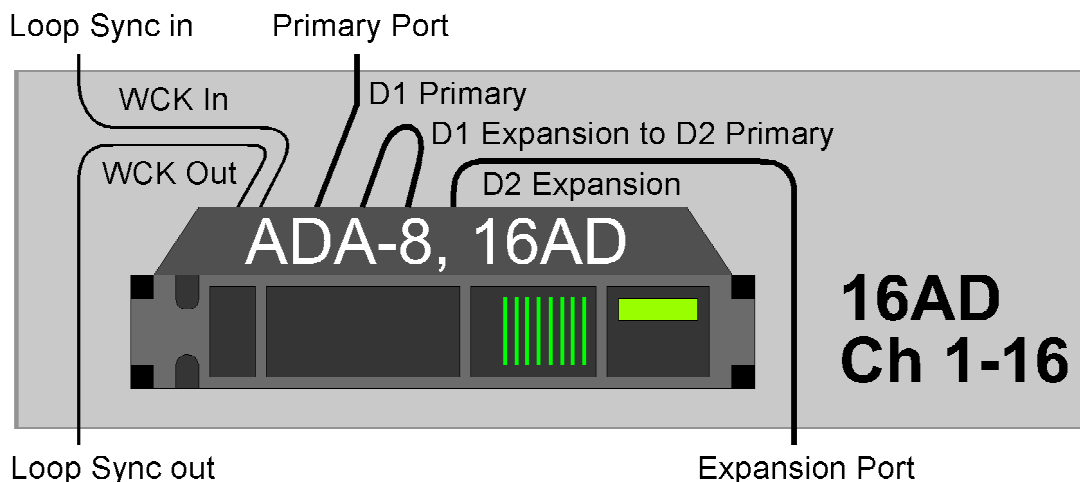 Loop Sync in
Primary Port
WCK In
D1 Primary
D1 Expansion to D2 Primary
WCK Out
D2 Expansion
ADA-8, 16AD
16AD
Ch 1-16
Loop Sync out
Expansion Port